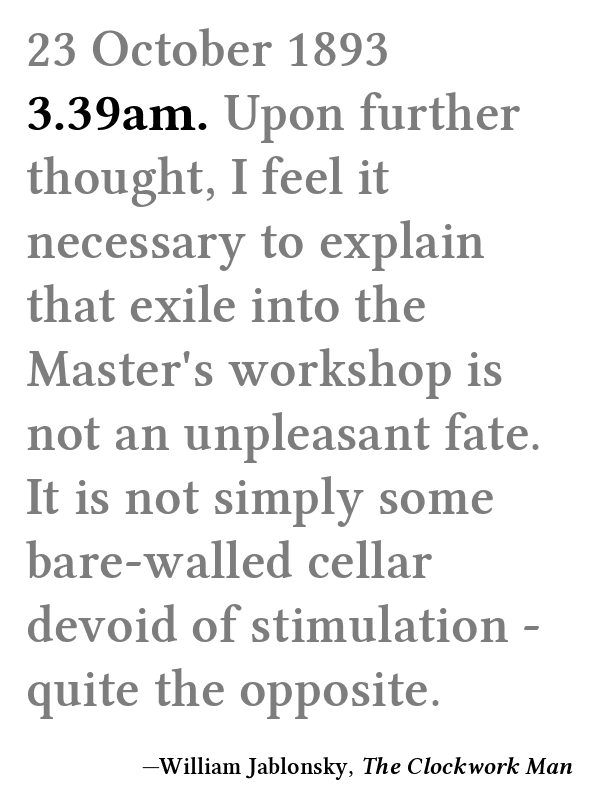 23 October 1893
3.39am. Upon further
thought, I feel it
necessary to explain
that exile into the
Master's workshop is
not an unpleasant fate.
It is not simply some
bare-walled cellar
devoid of stimulation -
quite the opposite.
—William Jablonsky, The Clockwork Man